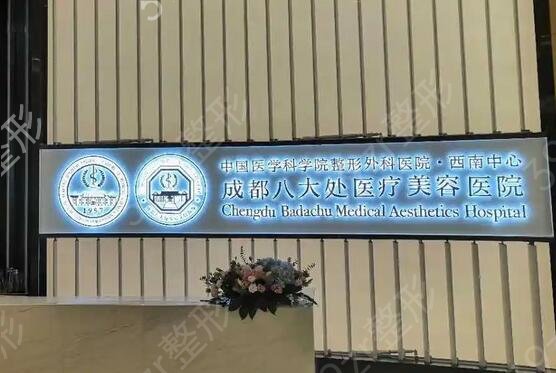 中国医学科学院整形外科医院·西南中心
成都八大处医疗美容医院
Chengdu Badachu Medical Aesthetics Hospital
1957